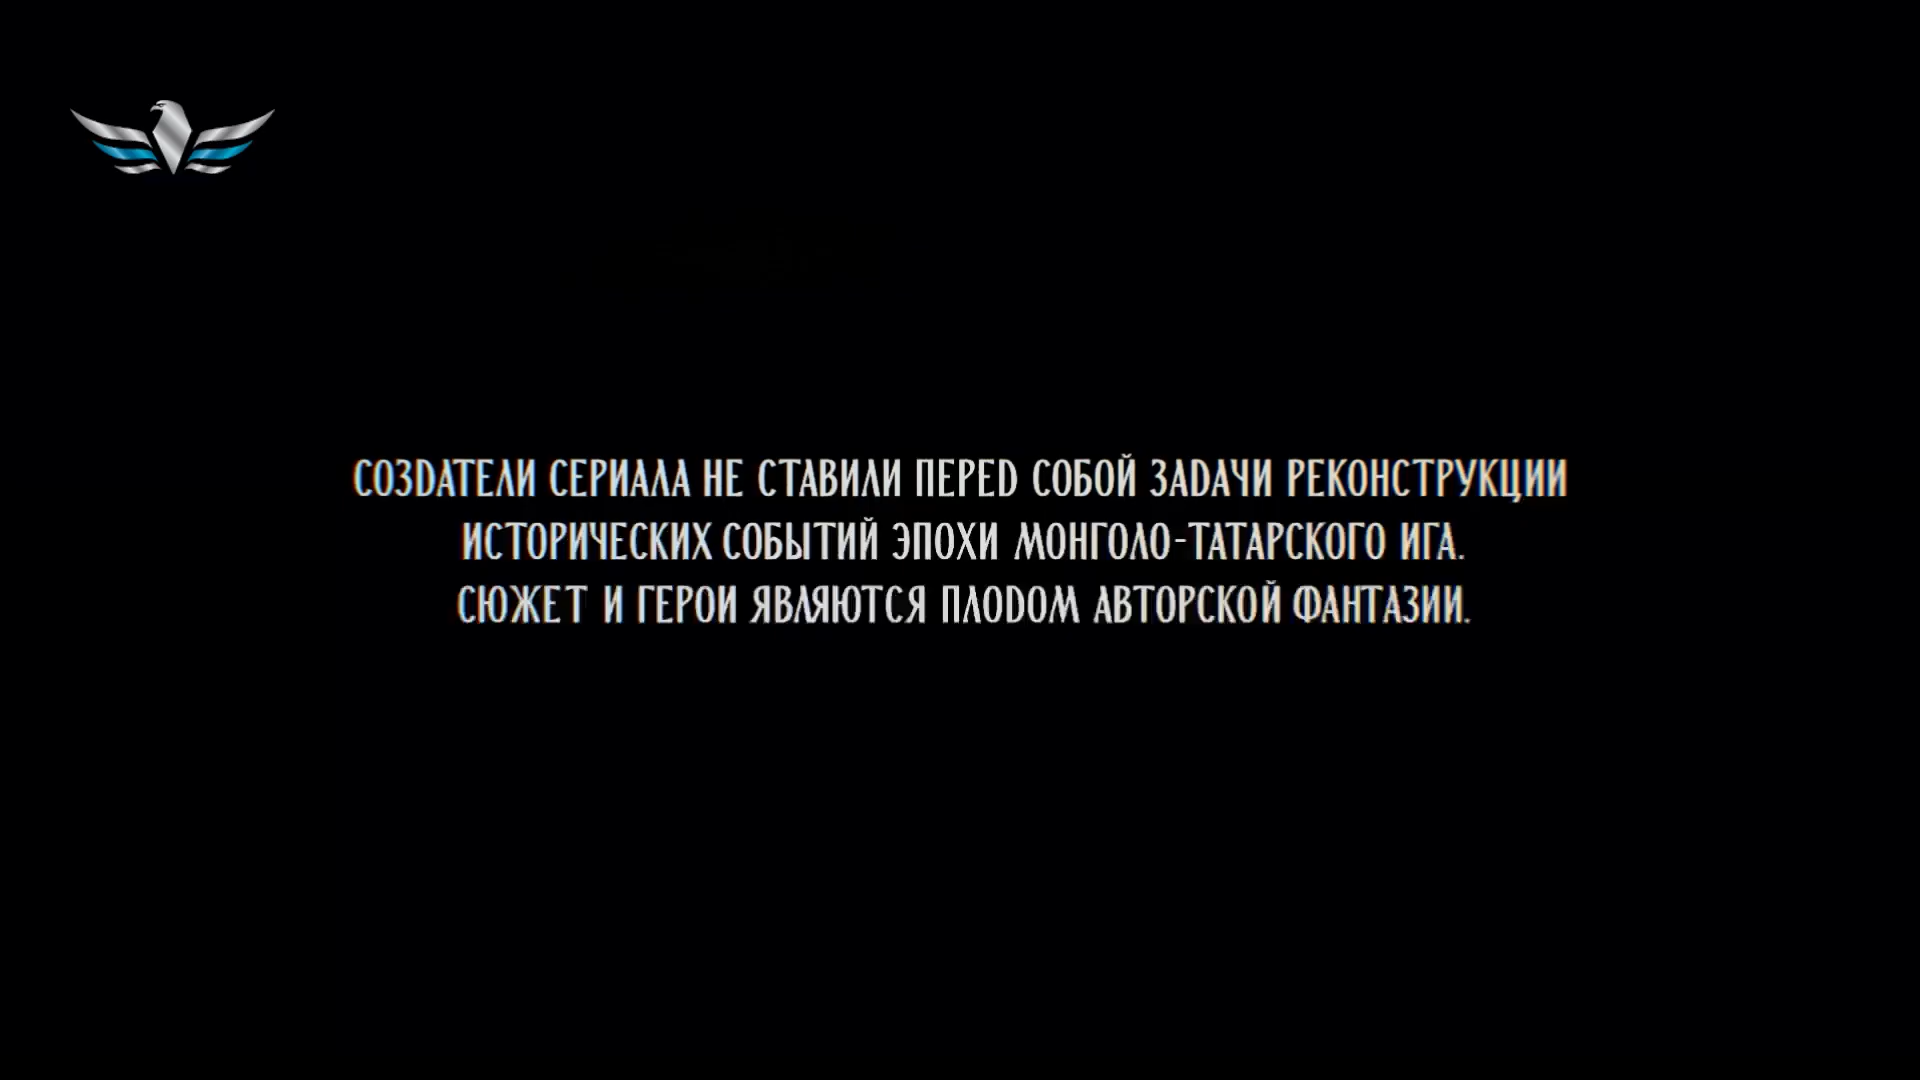 СОЗДАТЕЛИ СЕРИАЛА НЕ СТАВИЛИ ПЕРЕД СОБОЙ ЗАДАЧИ РЕКОНСТРУКЦИИ
ИСТОРИЧЕСКИХ СОБЫТИЙ ЭПОХИ МОНГОЛО-ТАТАРСКОГО ИГА.
СЮЖЕТ И ГЕРОИ ЯВЛЯЮТСЯ ПЛОДОМ АВТОРСКОЙ ФАНТАЗИИ.